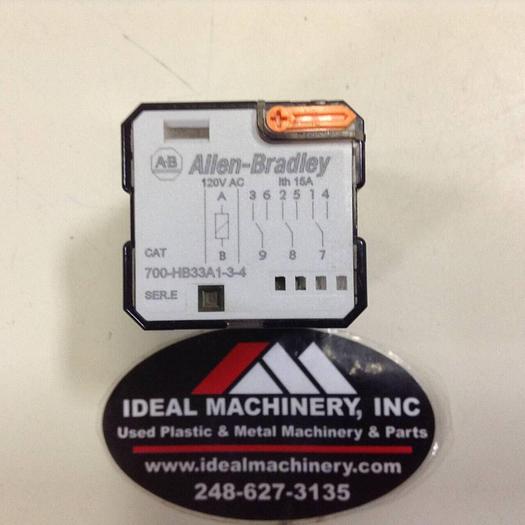 A-B Allen-Bradley
120V AC Ith 15A
A 3 6 2 5 1 4
B 9 8 7
CAT
700-HB33A1-3-4
SER.E
IDEAL MACHINERY, INC
Used Plastic & Metal Machinery & Parts
www.idealmachinery.com
248-627-3135